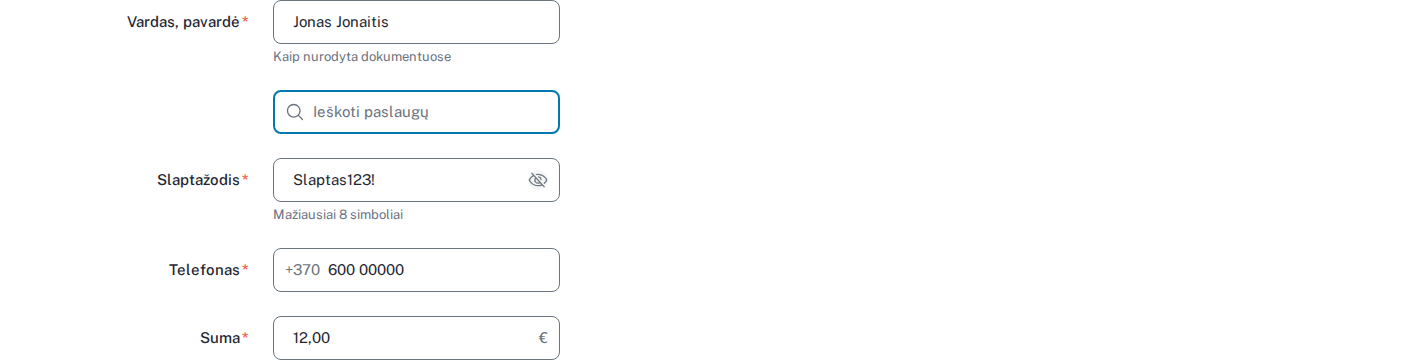 Vardas, pavardė * Jonas Jonaitis
Kaip nurodyta dokumentuose
Ieškoti paslaugų
Slaptažodis * Slaptas123!
Mažiausiai 8 simboliai
Telefonas * +370 600 00000
Suma * 12,00 €